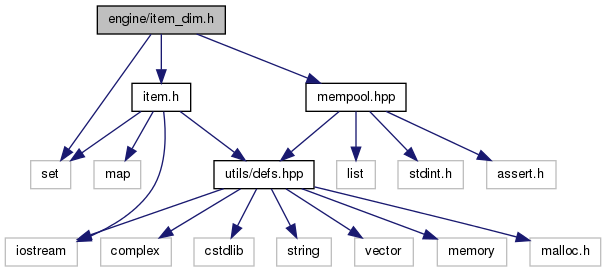 engine/item_dim.h
item.h
mempool.hpp
set
map
utils/defs.hpp
list
stdint.h
assert.h
iostream
complex
cstdlib
string
vector
memory
malloc.h